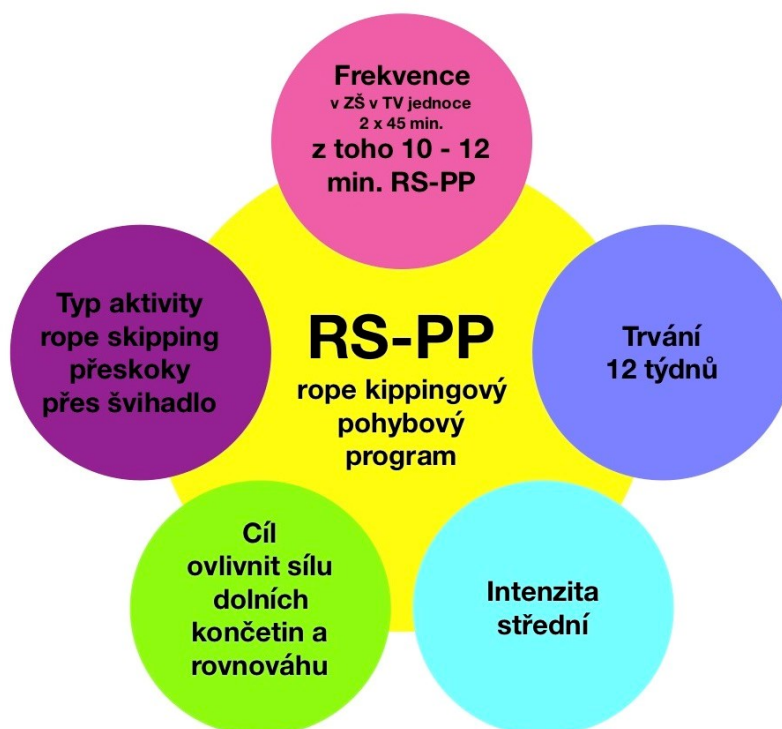 Frekvence
v ZŠ v TV jednoce
2 x 45 min.
z toho 10 - 12
min. RS-PP
Typ aktivity
rope skipping
přeskoky
přes švihadlo
RS-PP
rope kippingový
pohybový
program
Trvání
12 týdnů
Cíl
ovlivnit sílu
dolních
končetin a
rovnováhu
Intenzita
střední